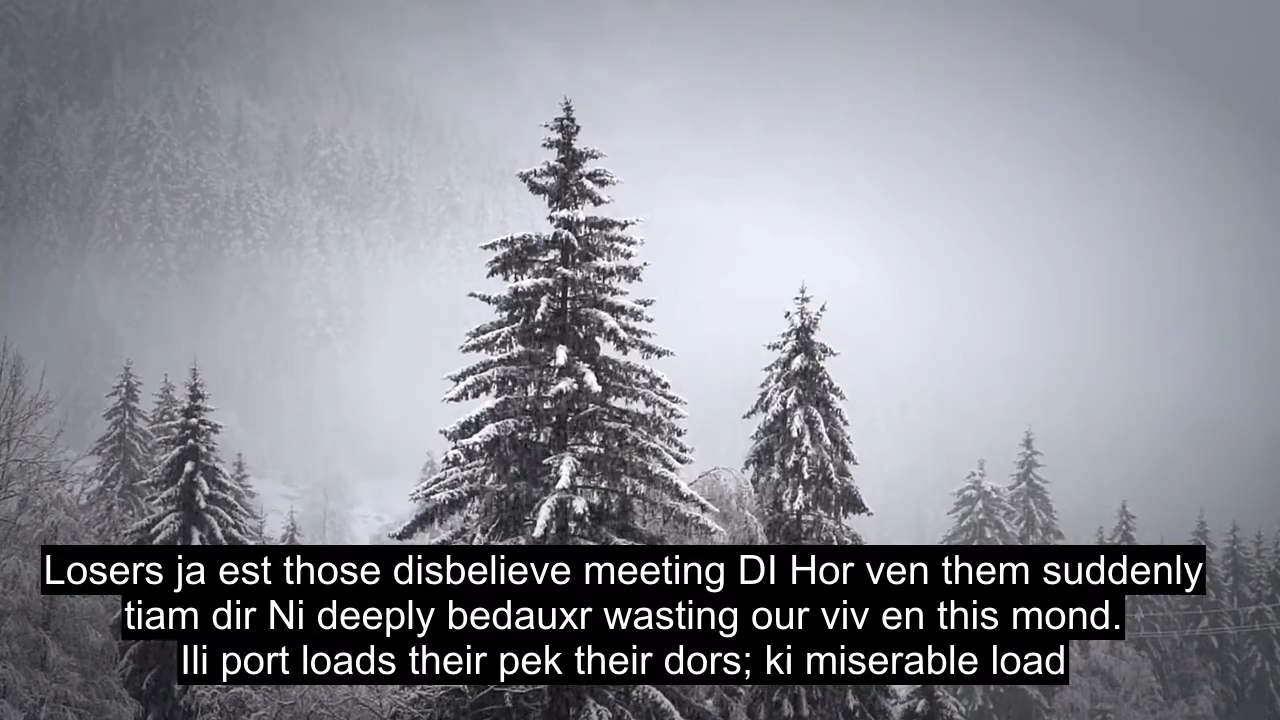 Losers ja est those disbelieve meeting DI Hor ven them suddenly
tiam dir Ni deeply bedauxr wasting our viv en this mond.
Ili port loads their pek their dors; ki miserable load